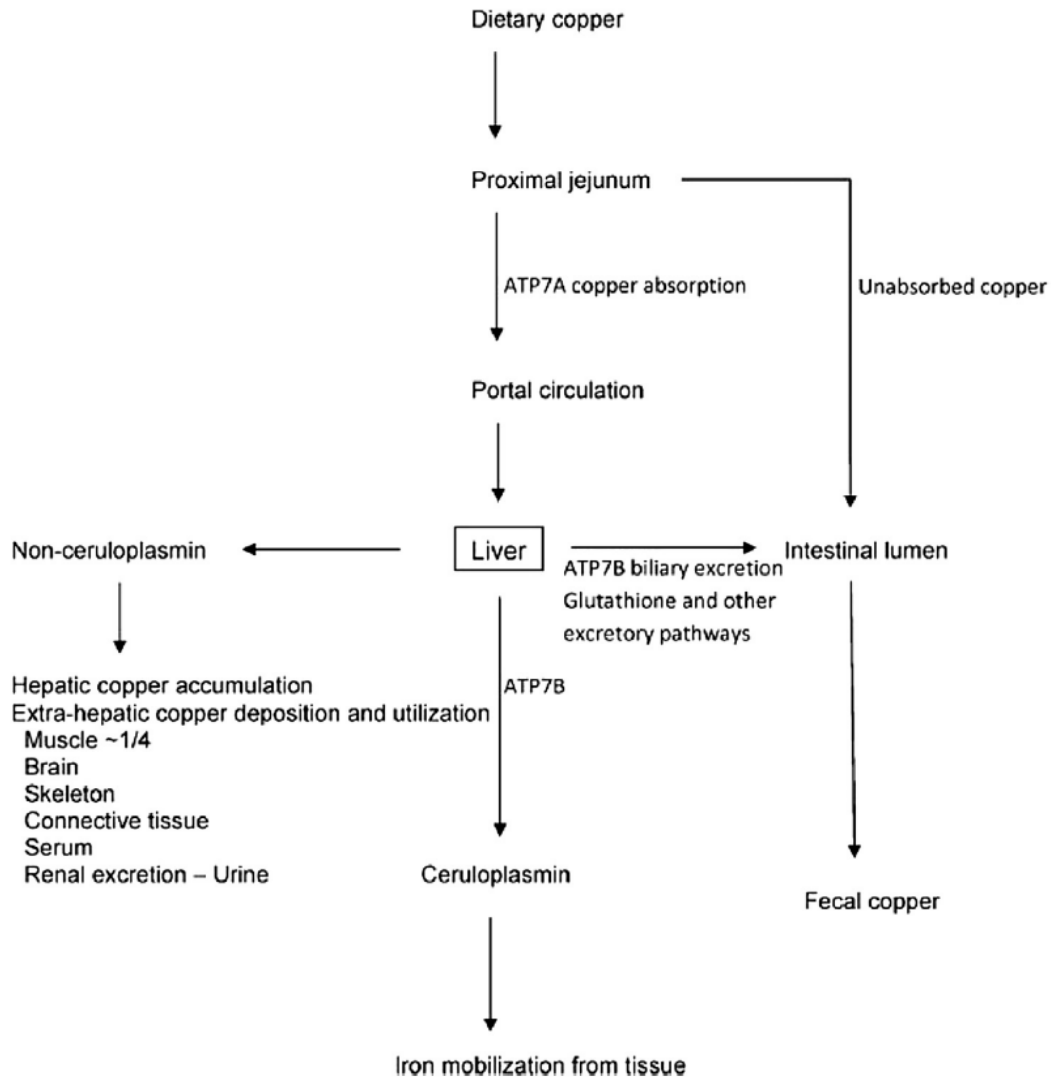 Dietary copper
Proximal jejunum
ATP7A copper absorption
Unabsorbed copper
Portal circulation
Non-ceruloplasmin
Liver
Intestinal lumen
ATP7B biliary excretion
Glutathione and other
excretory pathways
Hepatic copper accumulation
Extra-hepatic copper deposition and utilization
Muscle ~1/4
Brain
Skeleton
Connective tissue
Serum
Renal excretion – Urine
ATP7B
Ceruloplasmin
Fecal copper
Iron mobilization from tissue